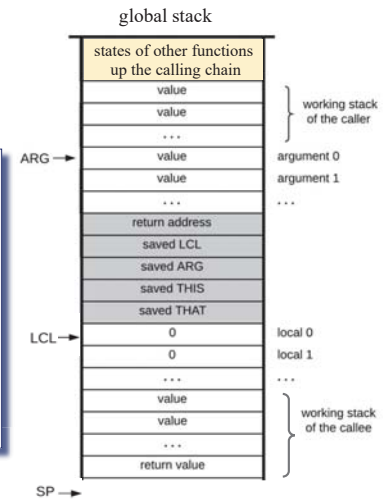 global stack
states of other functions
up the calling chain
value
value
...
working stack
of the caller
ARG
value
argument 0
value
argument 1
...
...
return address
saved LCL
saved ARG
saved THIS
saved THAT
LCL
0
local 0
0
local 1
...
...
value
value
...
return value
working stack
of the callee
SP